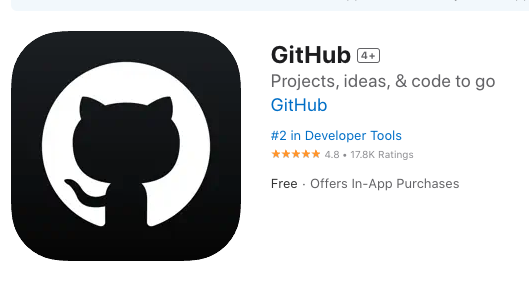 GitHub 4+
Projects, ideas, & code to go
GitHub
#2 in Developer Tools
★★★★★ 4.8 • 17.8K Ratings
Free · Offers In-App Purchases